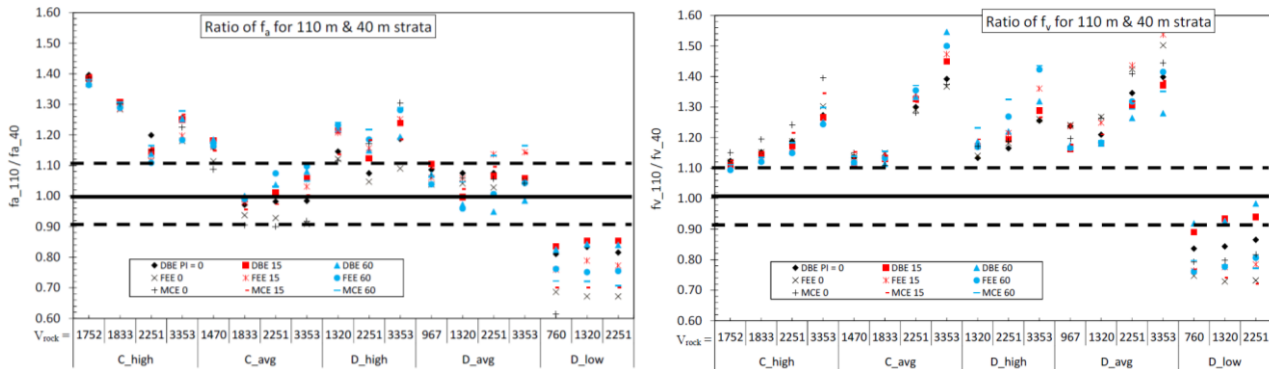 Ratio of fa for 110 m & 40 m strata
fa_110 / fa_40
1.60
1.50
1.40
1.30
1.20
1.10
1.00
0.90
0.80
0.70
0.60
DBE PI = 0 DBE 15 DBE 60
FEE 0 FEE 15 FEE 60
MCE 0 MCE 15 MCE 60
Vrock = 1752 1833 2251 3353 1470 1833 2251 3353 1320 2251 3353 967 1320 2251 3353 760 1320 2251
C_high C_avg D_high D_avg D_low
Ratio of fv for 110 m & 40 m strata
fv_110 / fv_40
1.60
1.50
1.40
1.30
1.20
1.10
1.00
0.90
0.80
0.70
0.60
DBE PI = 0 DBE 15 DBE 60
FEE 0 FEE 15 FEE 60
MCE 0 MCE 15 MCE 60
Vrock = 1752 1833 2251 3353 1470 1833 2251 3353 1320 2251 3353 967 1320 2251 3353 760 1320 2251
C_high C_avg D_high D_avg D_low